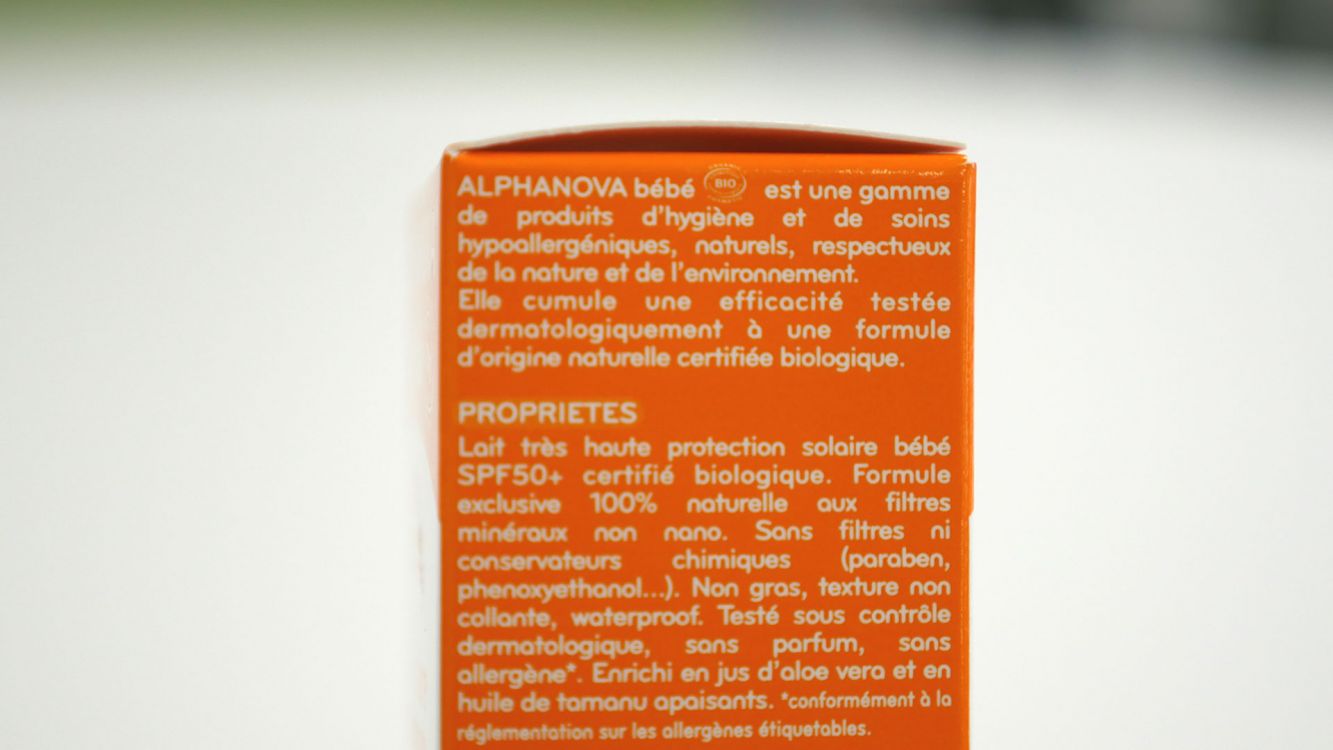 ALPHANOVA bébé BIO est une gamme
de produits d'hygiène et de soins
hypoallergéniques, naturels, respectueux
de la nature et de l'environnement.
Elle cumule une efficacité testée
dermatologiquement à une formule
d'origine naturelle certifiée biologique.
PROPRIETES
Lait très haute protection solaire bébé
SPF50+ certifié biologique. Formule
exclusive 100% naturelle aux filtres
minéraux non nano. Sans filtres ni
conservateurs chimiques (paraben,
phenoxyethanol...). Non gras, texture non
collante, waterproof. Testé sous contrôle
dermatologique, sans parfum, sans
allergène*. Enrichi en jus d'aloe vera et en
huile de tamanu apaisants. *conformément à la
réglementation sur les allergènes étiquetables.